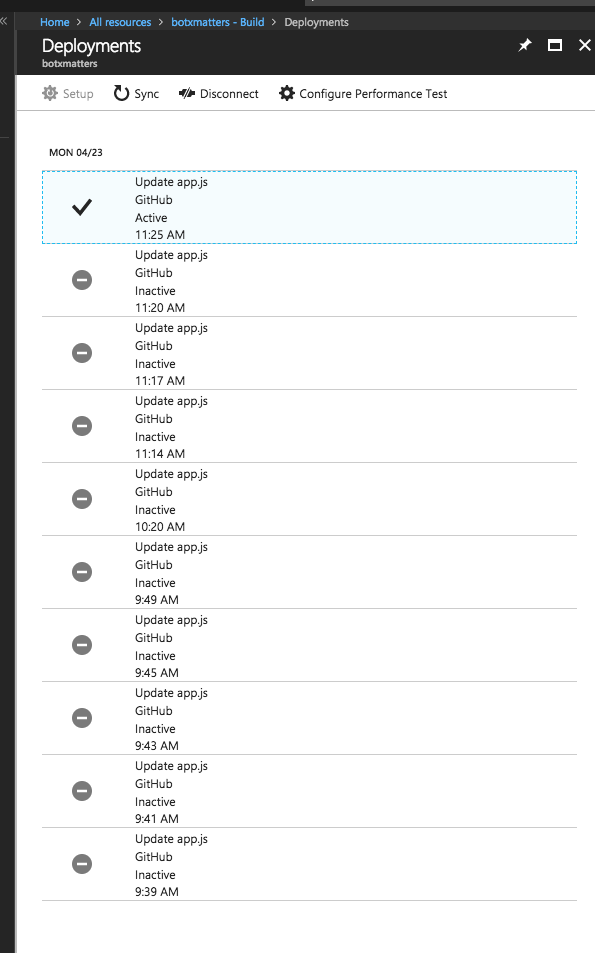 Home > All resources > botxmatters - Build > Deployments
Deployments
botxmatters
Setup Sync Disconnect Configure Performance Test
MON 04/23
Update app.js
GitHub
Active
11:25 AM
Update app.js
GitHub
Inactive
11:20 AM
Update app.js
GitHub
Inactive
11:17 AM
Update app.js
GitHub
Inactive
11:14 AM
Update app.js
GitHub
Inactive
10:20 AM
Update app.js
GitHub
Inactive
9:49 AM
Update app.js
GitHub
Inactive
9:45 AM
Update app.js
GitHub
Inactive
9:43 AM
Update app.js
GitHub
Inactive
9:41 AM
Update app.js
GitHub
Inactive
9:39 AM